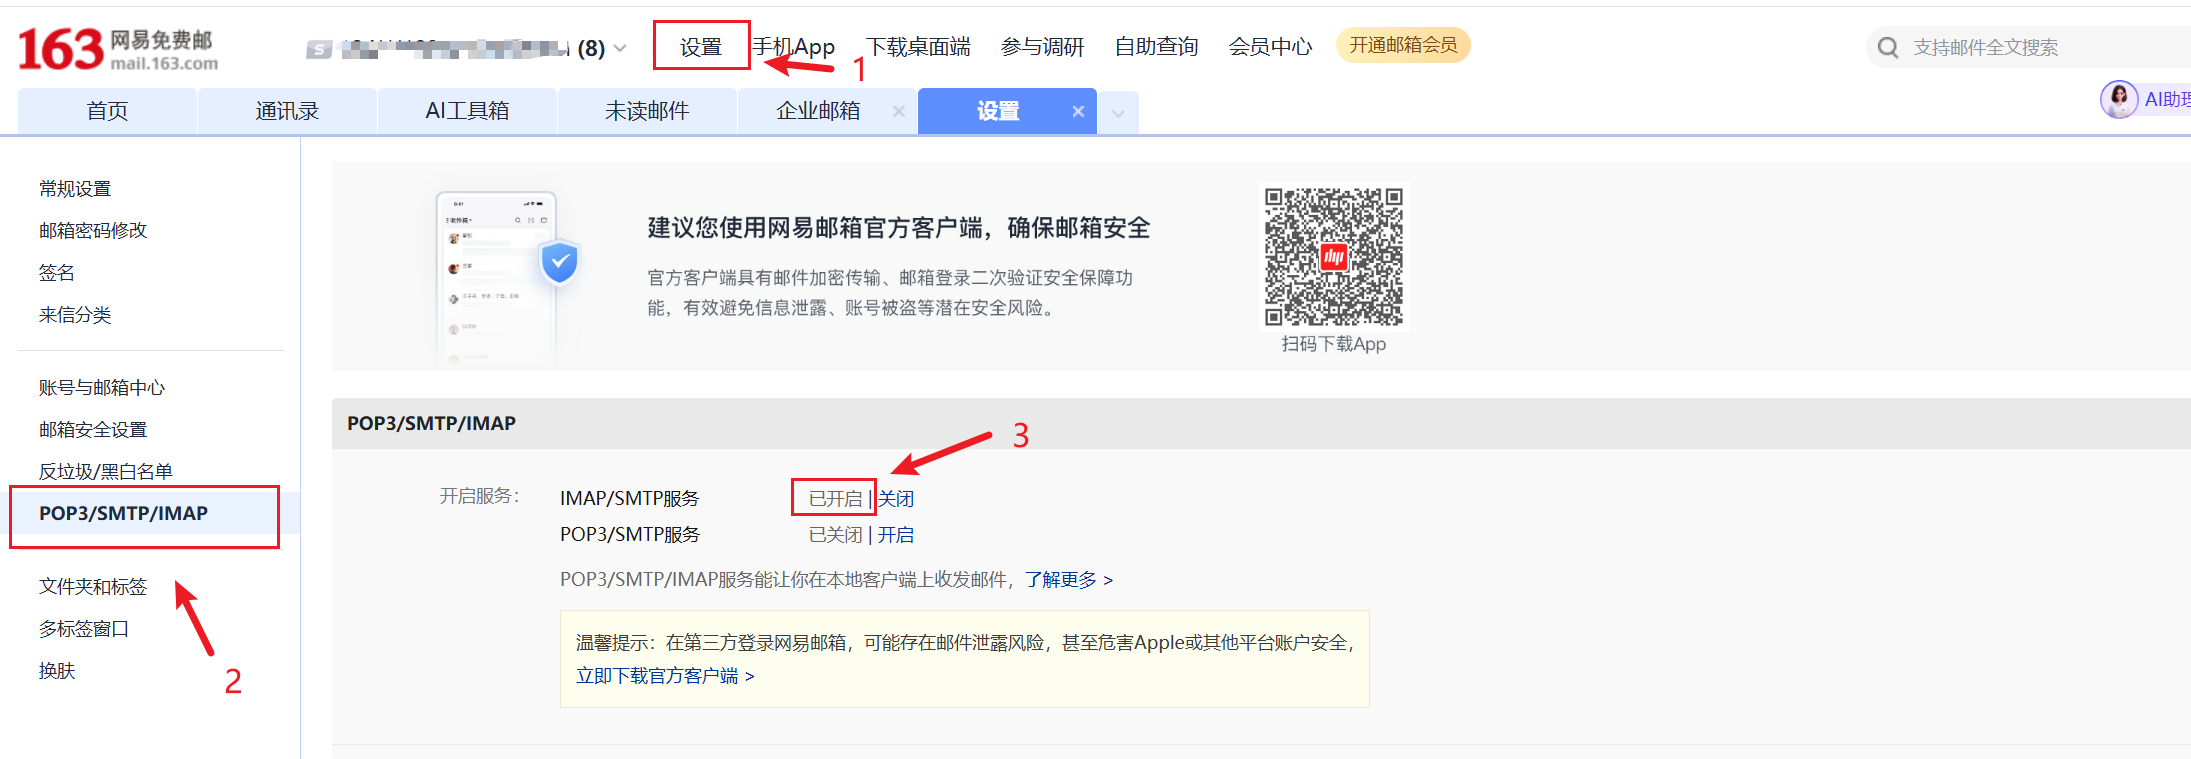 163 网易免费邮
mail.163.com
(8)
设置
手机App
下载桌面端
参与调研
自助查询
会员中心
开通邮箱会员
支持邮件全文搜索
1
首页
通讯录
AI工具箱
未读邮件
企业邮箱
设置
AI助理
常规设置
邮箱密码修改
签名
来信分类
账号与邮箱中心
邮箱安全设置
反垃圾/黑白名单
POP3/SMTP/IMAP
文件夹和标签
多标签窗口
换肤
2
建议您使用网易邮箱官方客户端，确保邮箱安全
官方客户端具有邮件加密传输、邮箱登录二次验证安全保障功
能，有效避免信息泄露、账号被盗等潜在安全风险。
扫码下载App
POP3/SMTP/IMAP
3
开启服务：
IMAP/SMTP服务 已开启 | 关闭
POP3/SMTP服务 已关闭 | 开启
POP3/SMTP/IMAP服务能让你在本地客户端上收发邮件，了解更多 >
温馨提示：在第三方登录网易邮箱，可能存在邮件泄露风险，甚至危害Apple或其他平台账户安全，
立即下载官方客户端 >